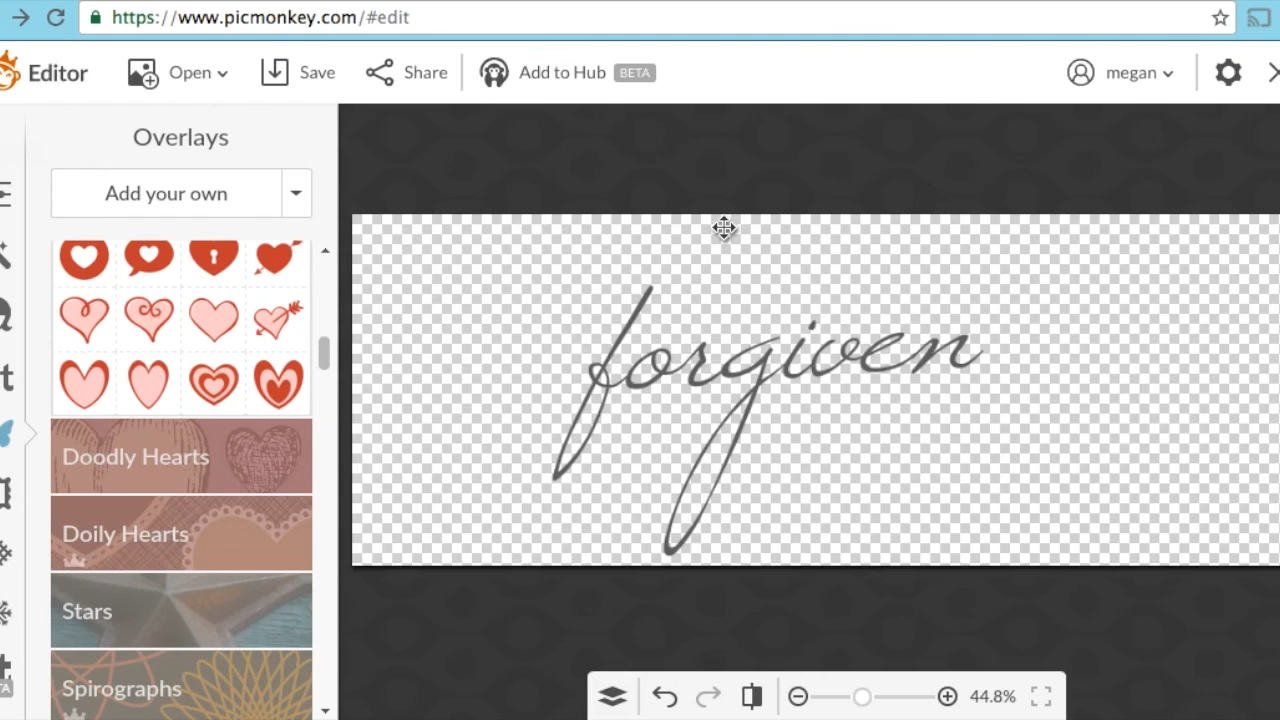 https://www.picmonkey.com/#edit
Editor
Open
Save
Share
Add to Hub BETA
megan
Overlays
Add your own
forgiven
Doodly Hearts
Doily Hearts
Stars
Spirographs
44.8%